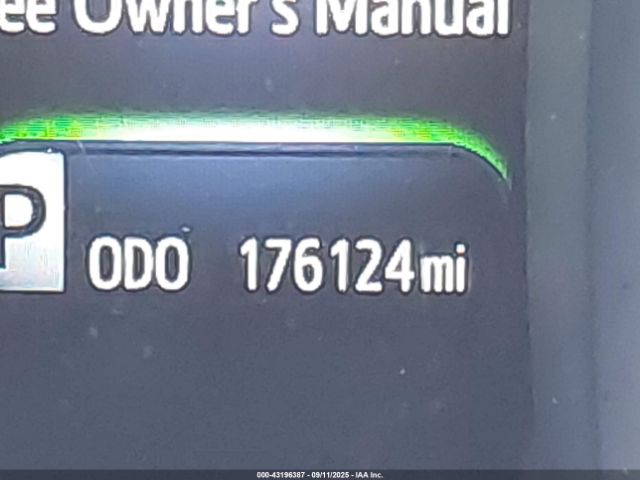 ee Owner's Manual
P
ODO 176124mi
000-43196387 - 09/11/2025 - IAA Inc.